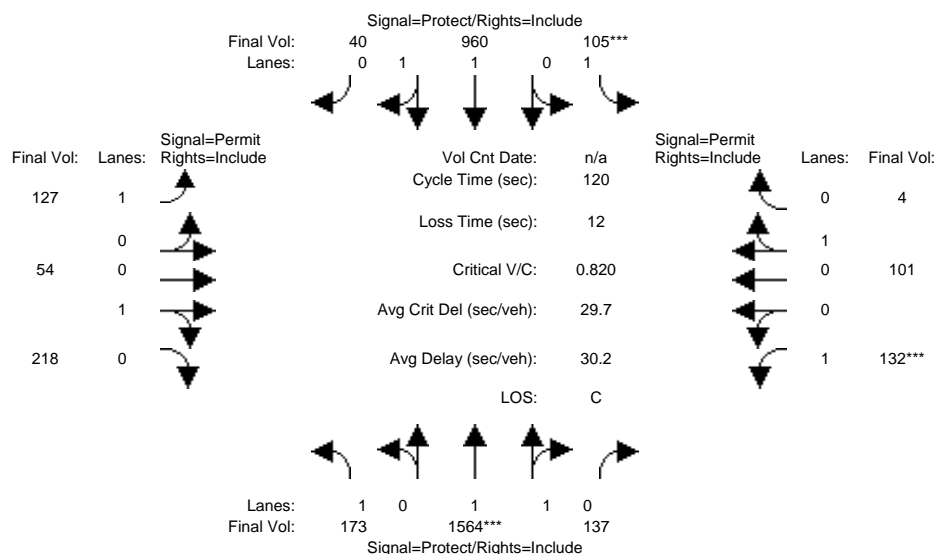 Signal=Protect/Rights=Include
Final Vol: 40 960 105***
Lanes: 0 1 1 0 1
Signal=Permit
Final Vol: Lanes: Rights=Include
Vol Cnt Date: n/a
Signal=Permit
Rights=Include Lanes: Final Vol:
Cycle Time (sec): 120
127 1
0 4
Loss Time (sec): 12
0
1
54 0
Critical V/C: 0.820
0 101
1
Avg Crit Del (sec/veh): 29.7
0
218 0
Avg Delay (sec/veh): 30.2
1 132***
LOS: C
Lanes: 1 0 1 1 0
Final Vol: 173 1564*** 137
Signal=Protect/Rights=Include